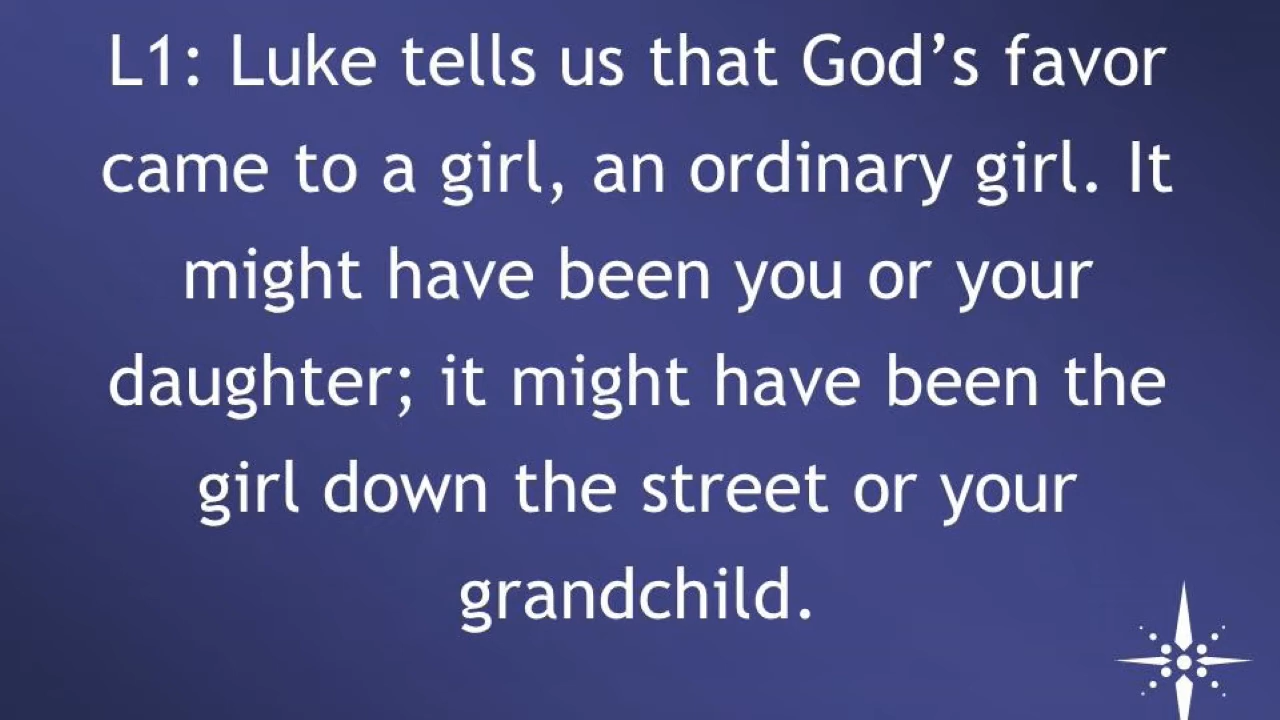 L1: Luke tells us that God’s favor
came to a girl, an ordinary girl. It
might have been you or your
daughter; it might have been the
girl down the street or your
grandchild.